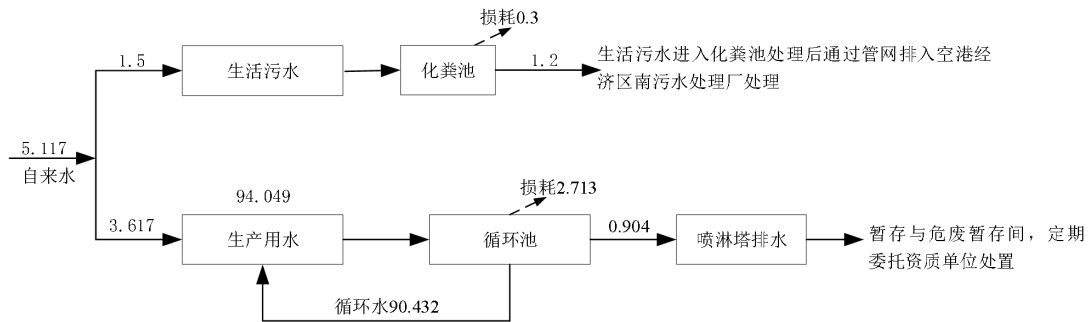 损耗0.3
1.5
生活污水
化粪池
1.2
生活污水进入化粪池处理后通过管网排入空港经
济区南污水处理厂处理
5.117
自来水
94.049
损耗2.713
3.617
生产用水
循环池
0.904
喷淋塔排水
暂存与危废暂存间，定期
委托资质单位处置
循环水90.432